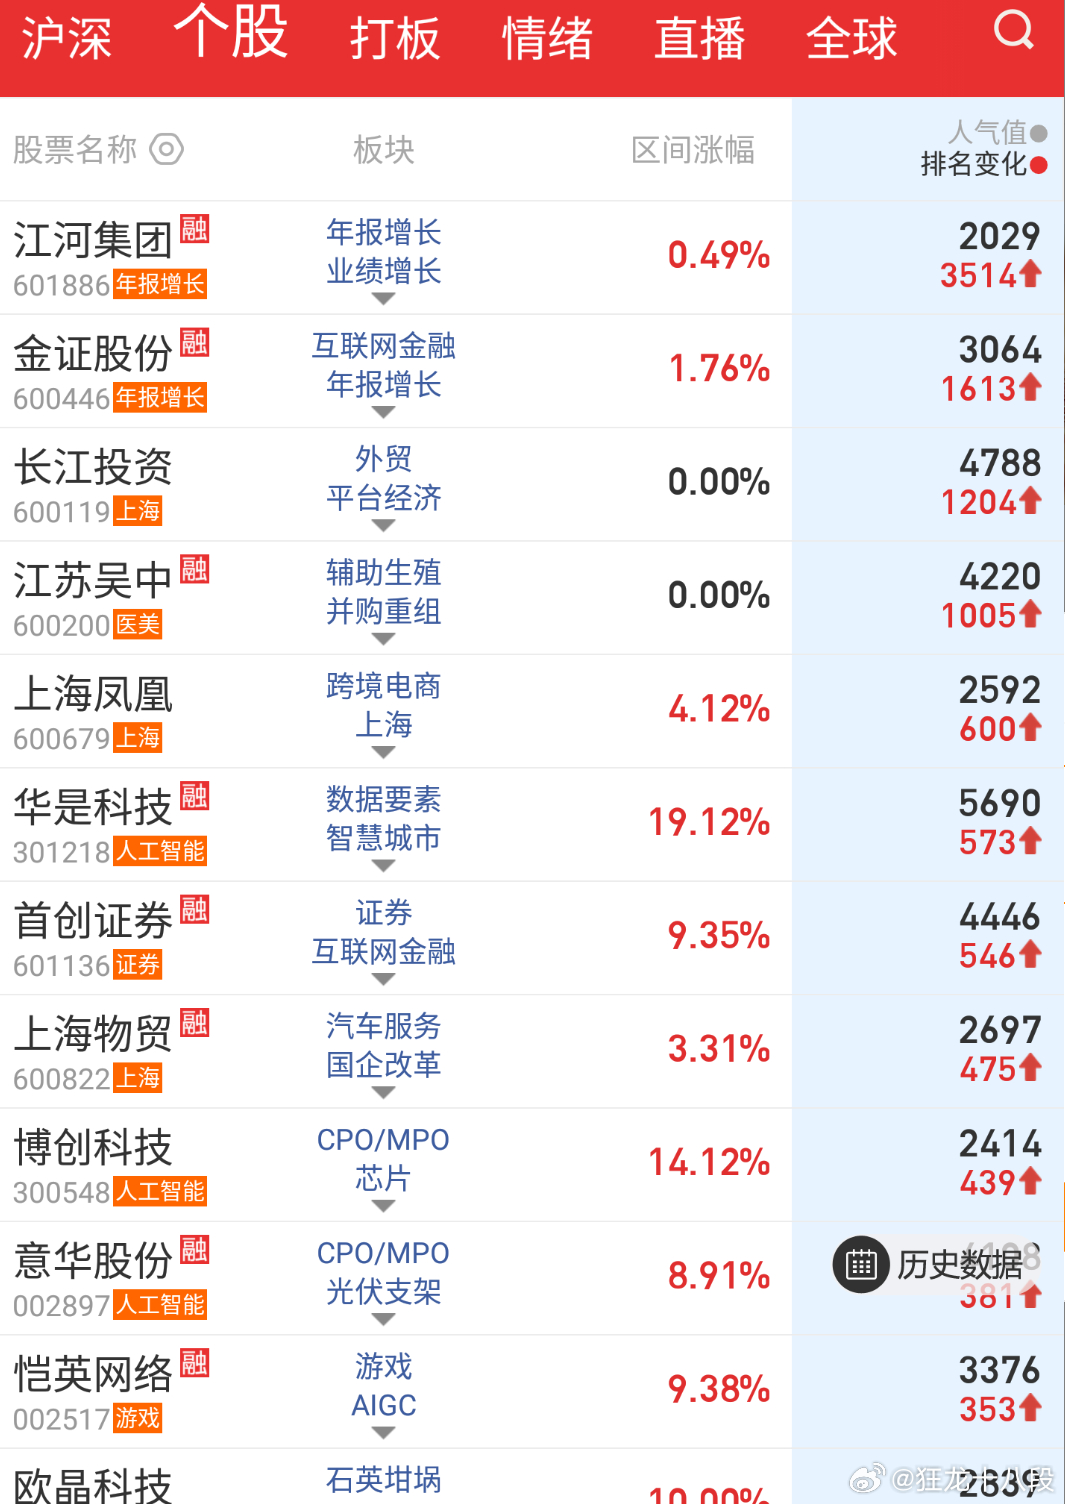 沪深 个股 打板 情绪 直播 全球
股票名称 板块 区间涨幅 人气值
排名变化
江河集团 融 年报增长 0.49% 2029
601886 年报增长 业绩增长 3514
金证股份 融 互联网金融 1.76% 3064
600446 年报增长 年报增长 1613
长江投资 外贸 0.00% 4788
600119 上海 平台经济 1204
江苏吴中 融 辅助生殖 0.00% 4220
600200 医美 并购重组 1005
上海凤凰 跨境电商 4.12% 2592
600679 上海 上海 600
华是科技 融 数据要素 19.12% 5690
301218 人工智能 智慧城市 573
首创证券 融 证券 9.35% 4446
601136 证券 互联网金融 546
上海物贸 融 汽车服务 3.31% 2697
600822 上海 国企改革 475
博创科技 CPO/MPO 14.12% 2414
300548 人工智能 芯片 439
意华股份 融 CPO/MPO 8.91% 历史数据
002897 人工智能 光伏支架 381
恺英网络 融 游戏 9.38% 3376
002517 游戏 AIGC 353
欧晶科技 石英坩埚 10.00% 2839
@狂龙十八段